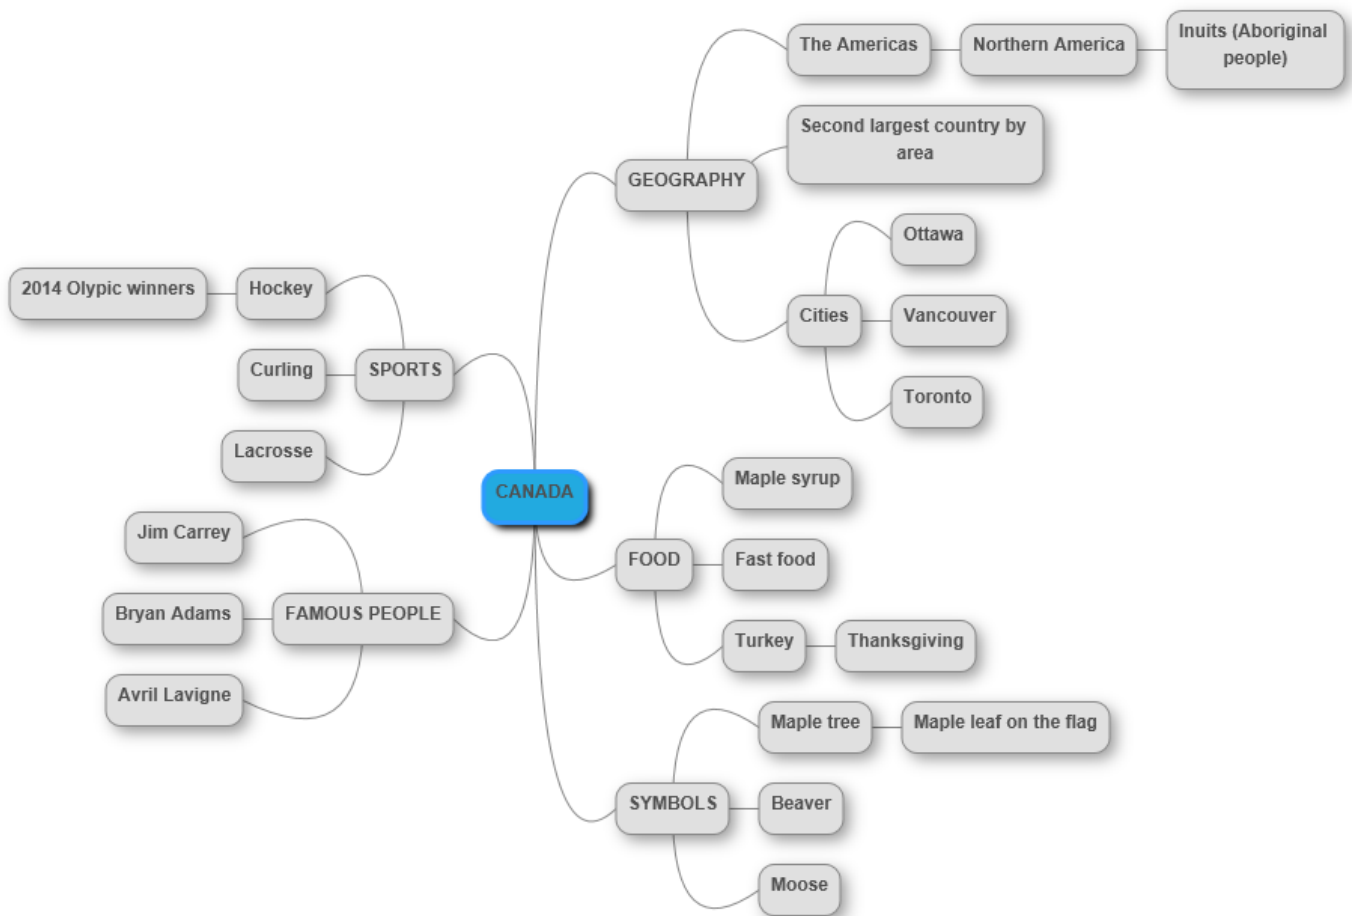 The Americas
Northern America
Inuits (Aboriginal
people)
Second largest country by
area
GEOGRAPHY
Ottawa
Cities
Vancouver
Toronto
2014 Olypic winners
Hockey
Curling
SPORTS
Lacrosse
CANADA
Maple syrup
FOOD
Fast food
Turkey
Thanksgiving
Jim Carrey
Bryan Adams
FAMOUS PEOPLE
Avril Lavigne
Maple tree
Maple leaf on the flag
SYMBOLS
Beaver
Moose